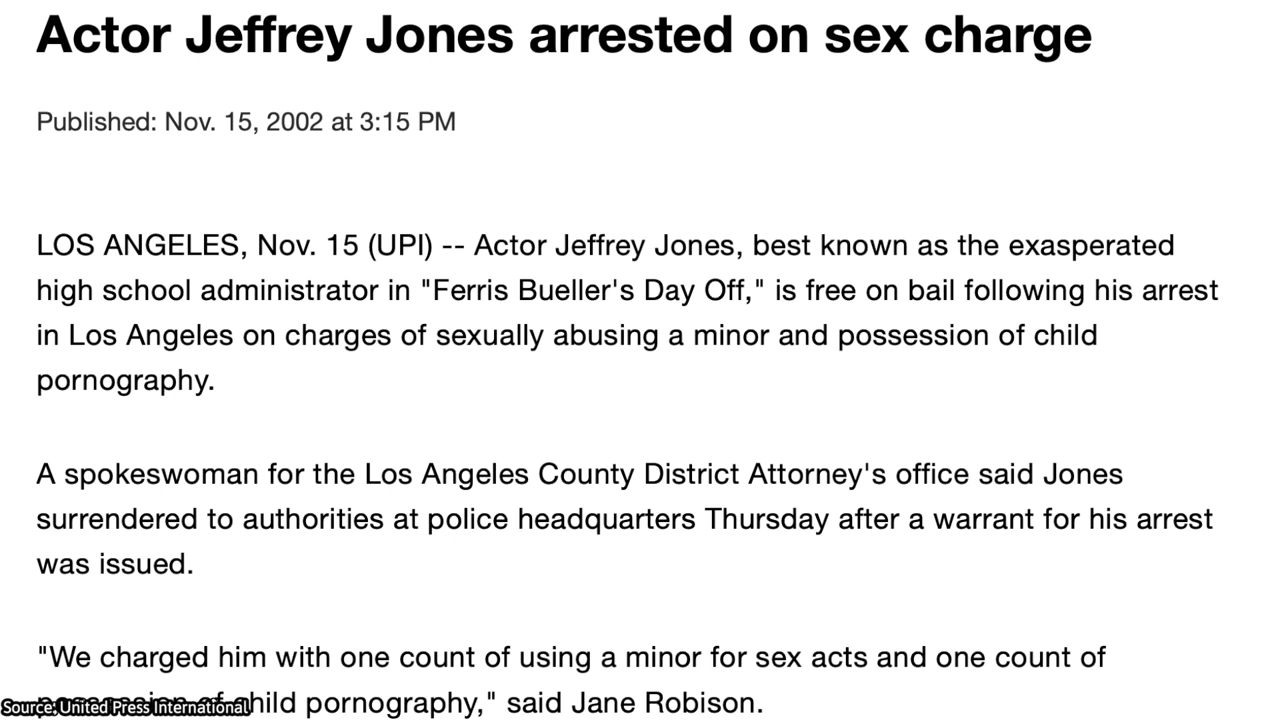 Actor Jeffrey Jones arrested on sex charge
Published: Nov. 15, 2002 at 3:15 PM
LOS ANGELES, Nov. 15 (UPI) -- Actor Jeffrey Jones, best known as the exasperated
high school administrator in "Ferris Bueller's Day Off," is free on bail following his arrest
in Los Angeles on charges of sexually abusing a minor and possession of child
pornography.
A spokeswoman for the Los Angeles County District Attorney's office said Jones
surrendered to authorities at police headquarters Thursday after a warrant for his arrest
was issued.
"We charged him with one count of using a minor for sex acts and one count of
possession of child pornography," said Jane Robison.
Source: United Press International